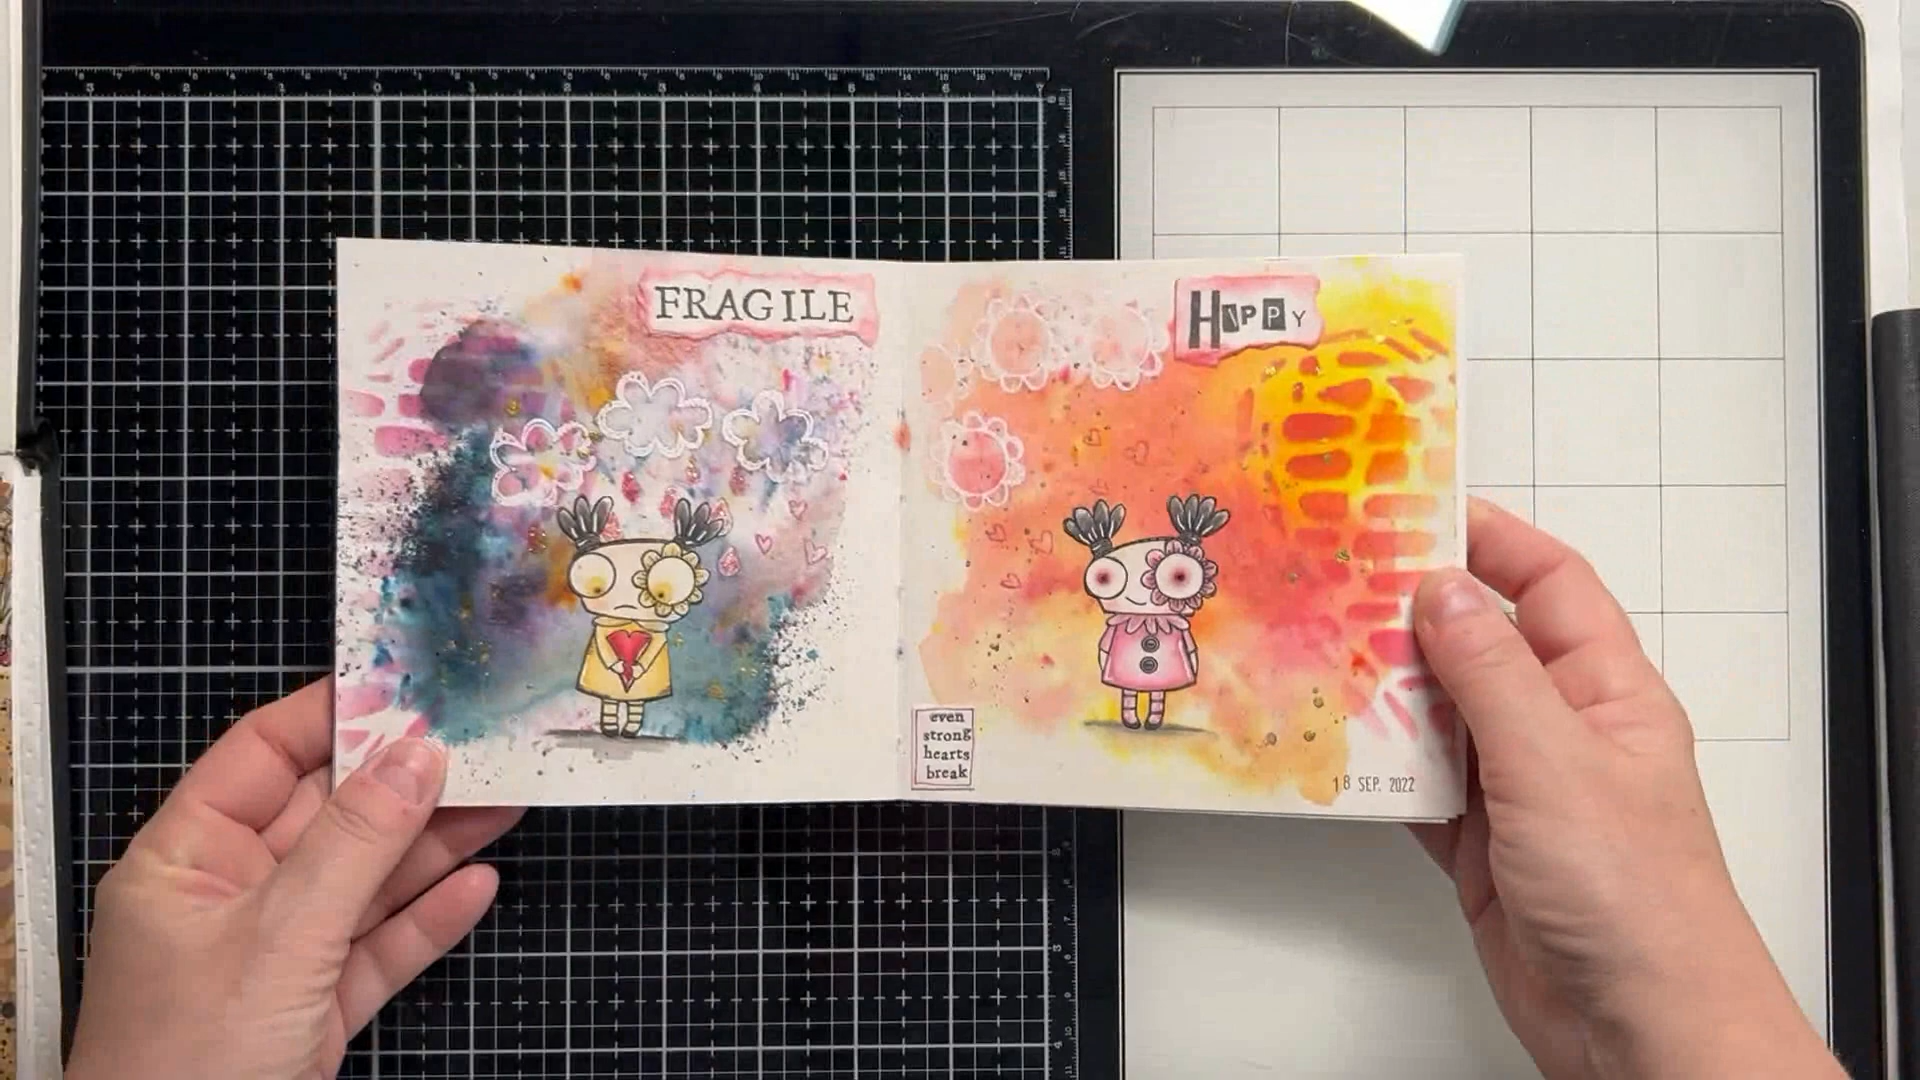 FRAGILE
HAPPY
even
strong
hearts
break
18 SEP. 2022